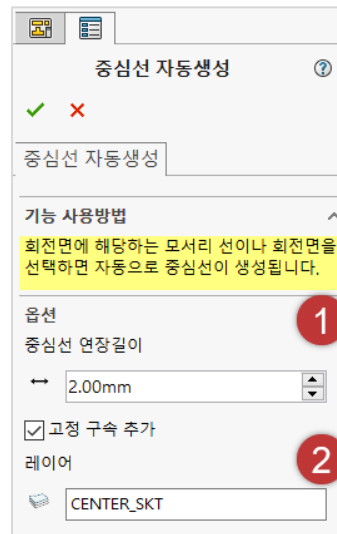 중심선 자동생성
중심선 자동생성
기능 사용방법
회전면에 해당하는 모서리 선이나 회전면을
선택하면 자동으로 중심선이 생성됩니다.
옵션
1
중심선 연장길이
2.00mm
고정 구속 추가
레이어
2
CENTER_SKT